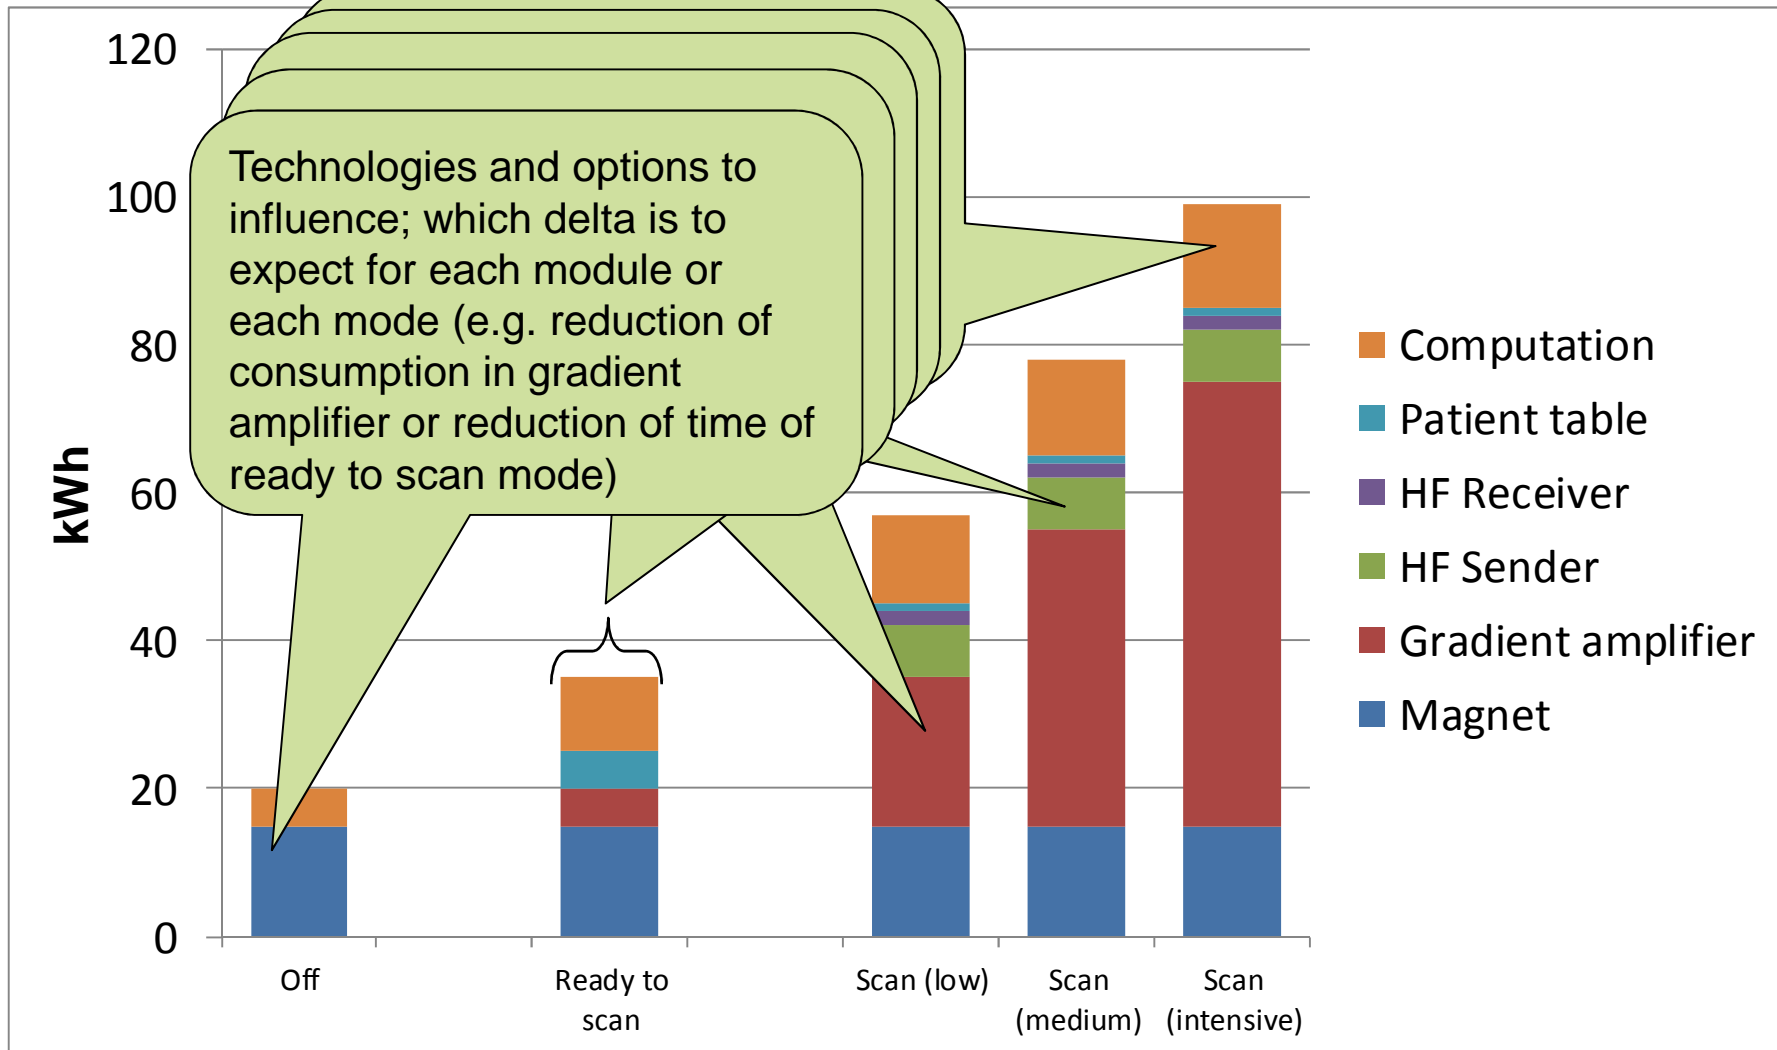 120
100
80
60
40
20
0
kWh
Technologies and options to
influence; which delta is to
expect for each module or
each mode (e.g. reduction of
consumption in gradient
amplifier or reduction of time of
ready to scan mode)
Computation
Patient table
HF Receiver
HF Sender
Gradient amplifier
Magnet
Off
Ready to
scan
Scan (low)
Scan
(medium)
Scan
(intensive)